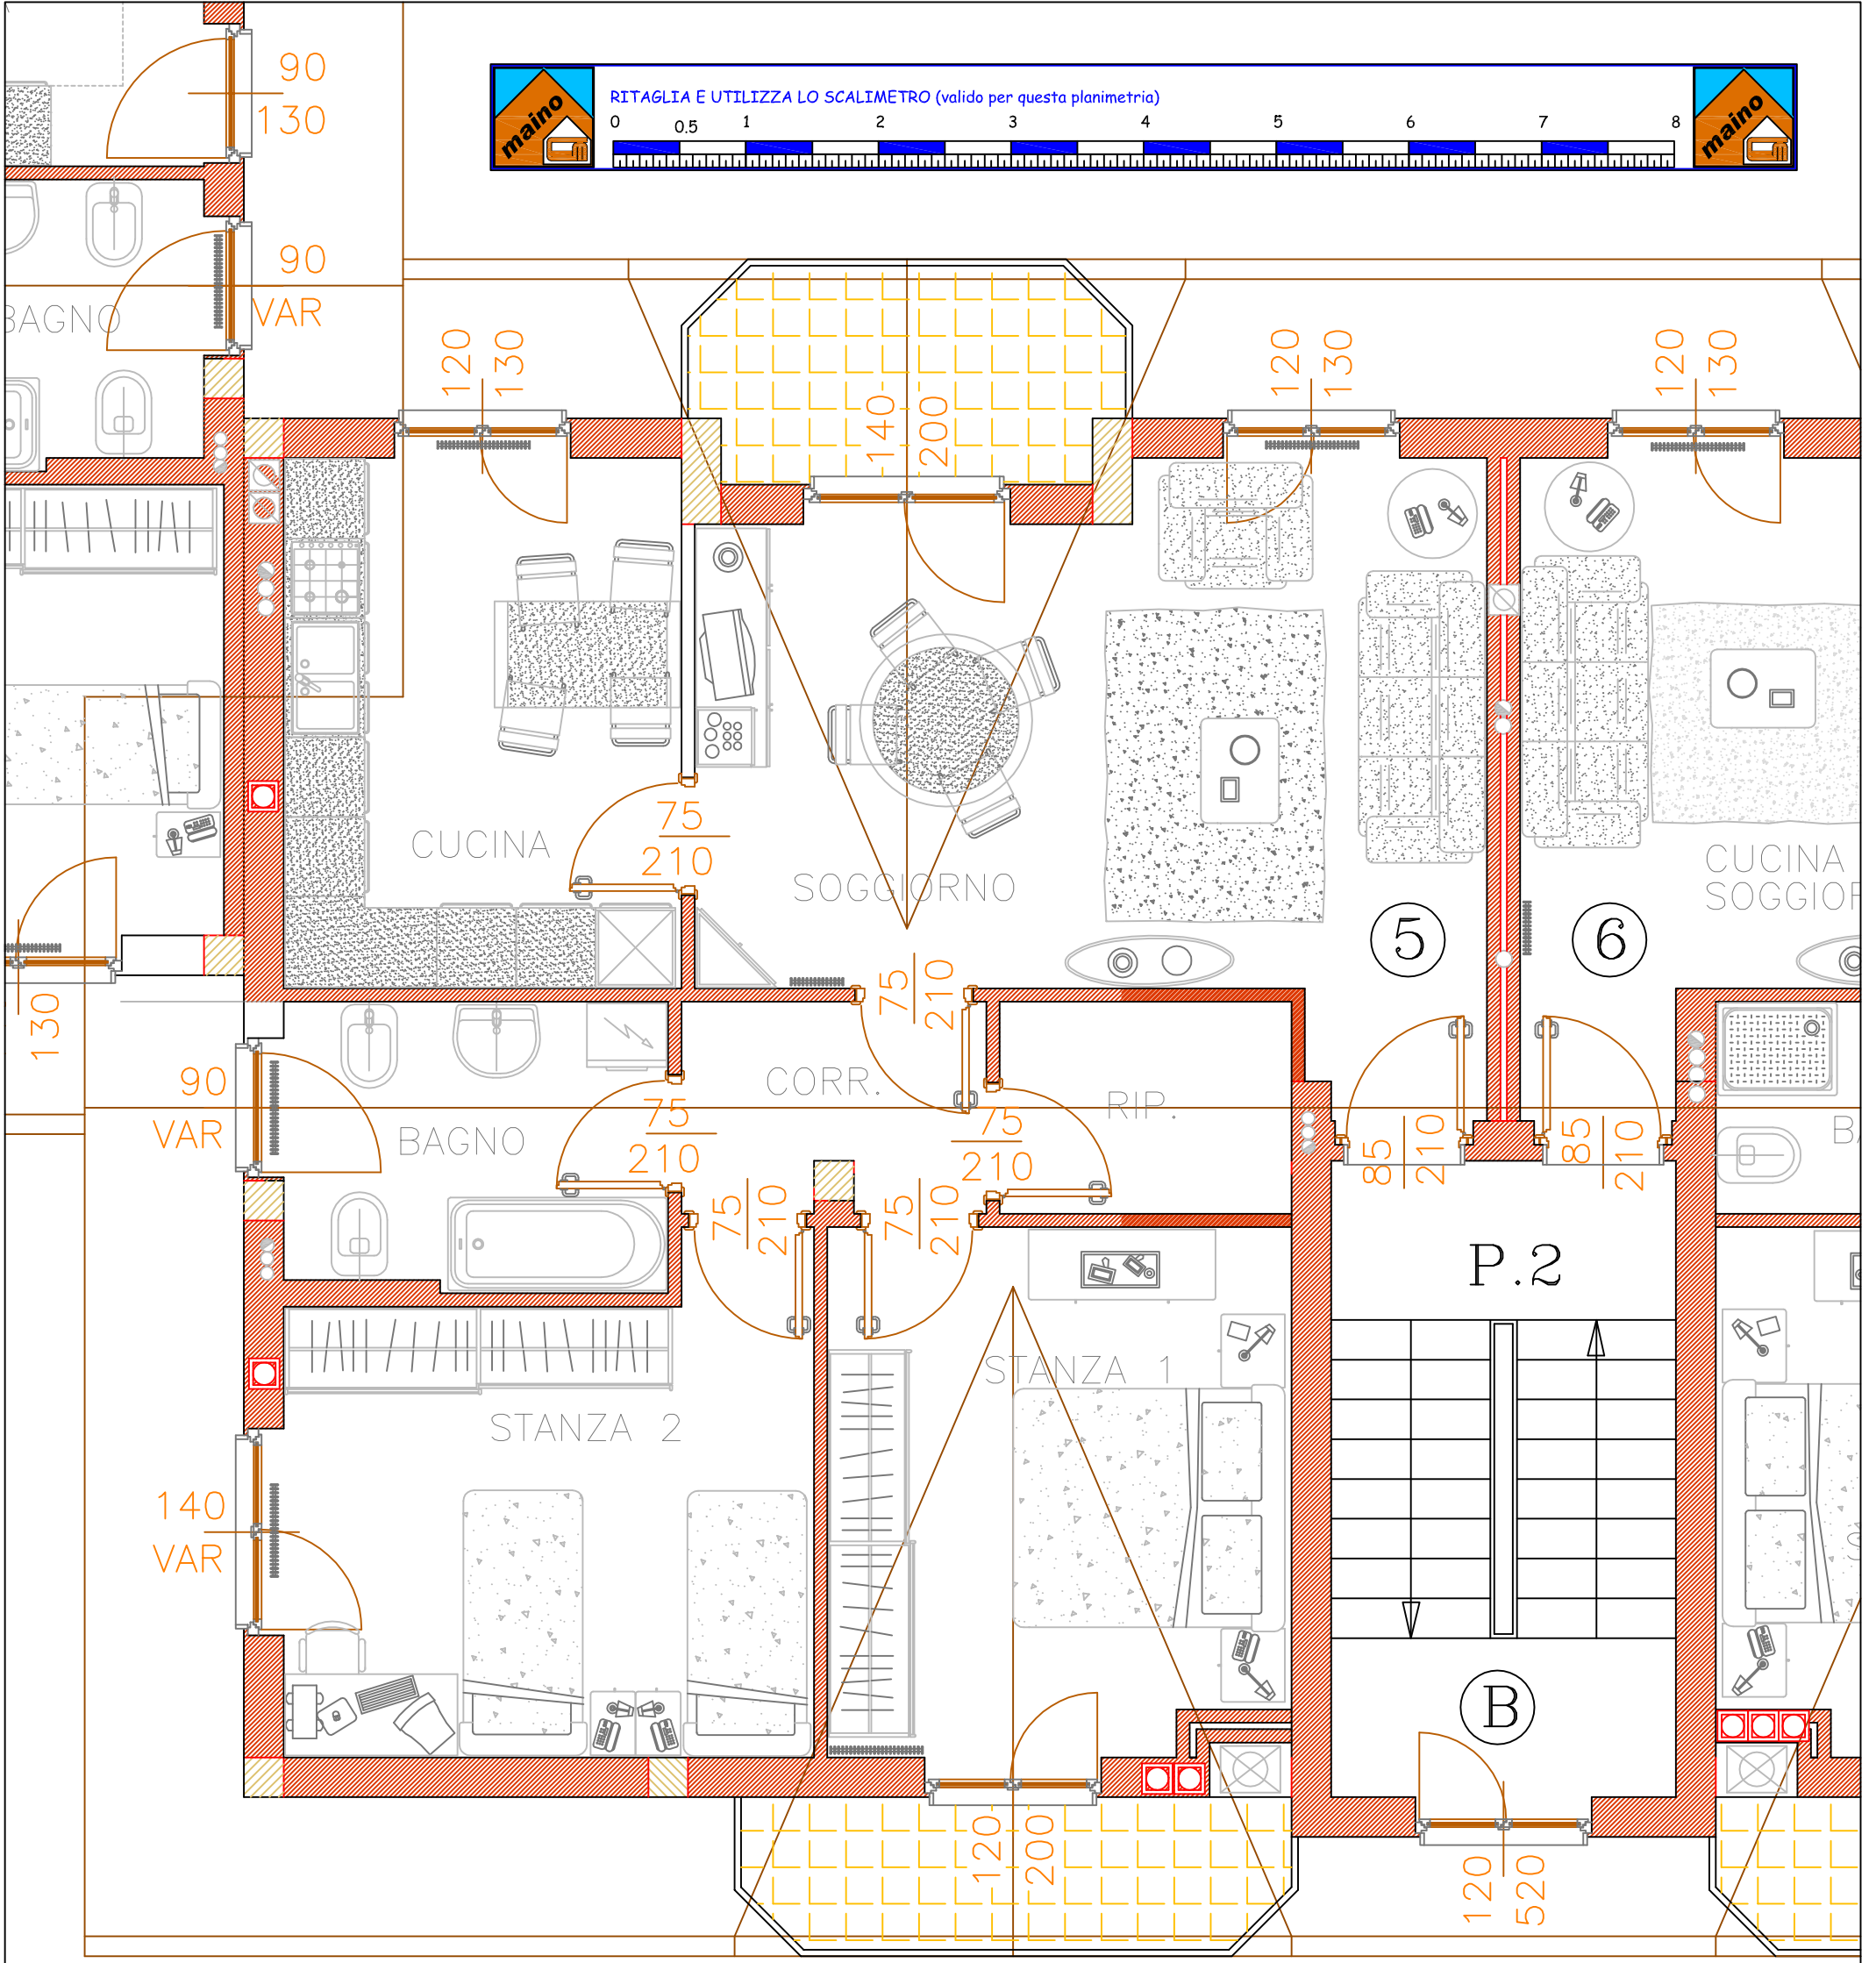 90
130
maino
RITAGLIA E UTILIZZA LO SCALIMETRO (valido per questa planimetria)
0 0.5 1 2 3 4 5 6 7 8
maino
90
VAR
BAGNO
120
130
140
200
120
130
120
130
75
210
CUCINA
SOGGIORNO
CUCINA
SOGGIOR
5
6
130
75
210
90
VAR
BAGNO
CORR.
RIP.
75
210
75
210
85
210
85
210
BA
75
210
75
210
P.2
STANZA 1
STANZA 2
S
140
VAR
B
120
200
120
520